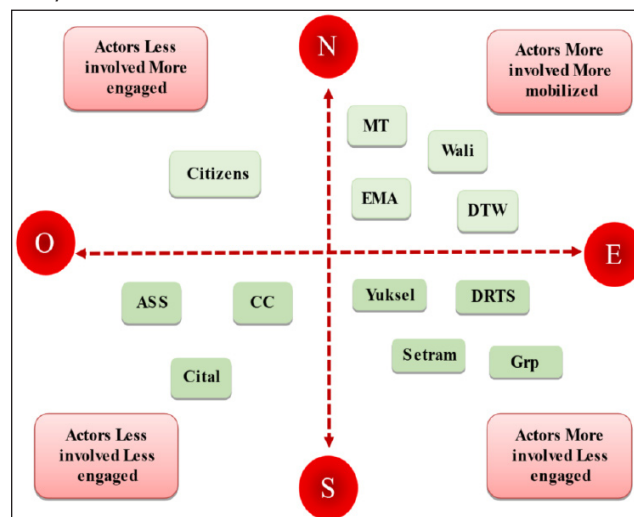 N
Actors Less
involved More
engaged
Actors More
involved More
mobilized
MT
Wali
Citizens
EMA
DTW
O
E
ASS
CC
Yuksel
DRTS
Setram
Grp
Cital
Actors Less
involved Less
engaged
Actors More
involved Less
engaged
S